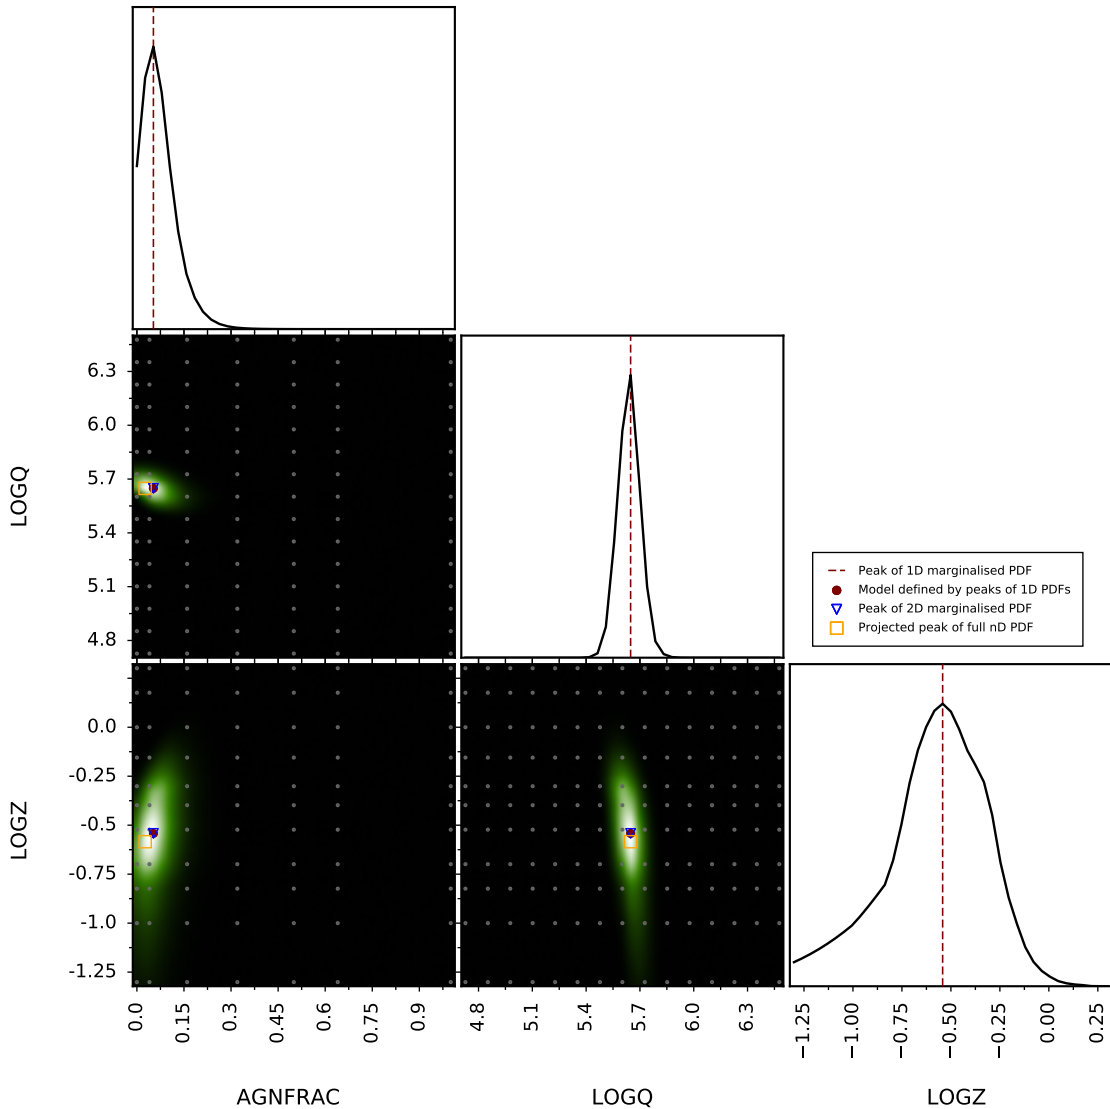 6.3
6.0
5.7
5.4
5.1
4.8
LOGQ
Peak of 1D marginalised PDF
Model defined by peaks of 1D PDFs
Peak of 2D marginalised PDF
Projected peak of full nD PDF
0.0
-0.25
-0.5
-0.75
-1.0
-1.25
LOGZ
0.0 0.15 0.3 0.45 0.6 0.75 0.9
4.8 5.1 5.4 5.7 6.0 6.3
−1.25 −1.00 −0.75 −0.50 −0.25 0.00 0.25
AGNFRAC LOGQ LOGZ